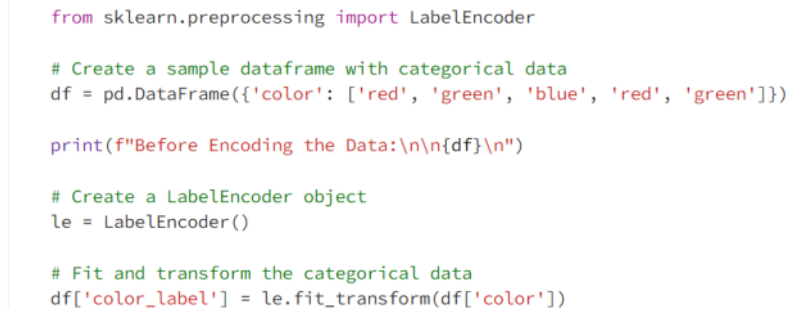 from sklearn.preprocessing import LabelEncoder
# Create a sample dataframe with categorical data
df = pd.DataFrame({'color': ['red', 'green', 'blue', 'red', 'green']})
print(f"Before Encoding the Data:\n\n{df}\n")
# Create a LabelEncoder object
le = LabelEncoder()
# Fit and transform the categorical data
df['color_label'] = le.fit_transform(df['color'])